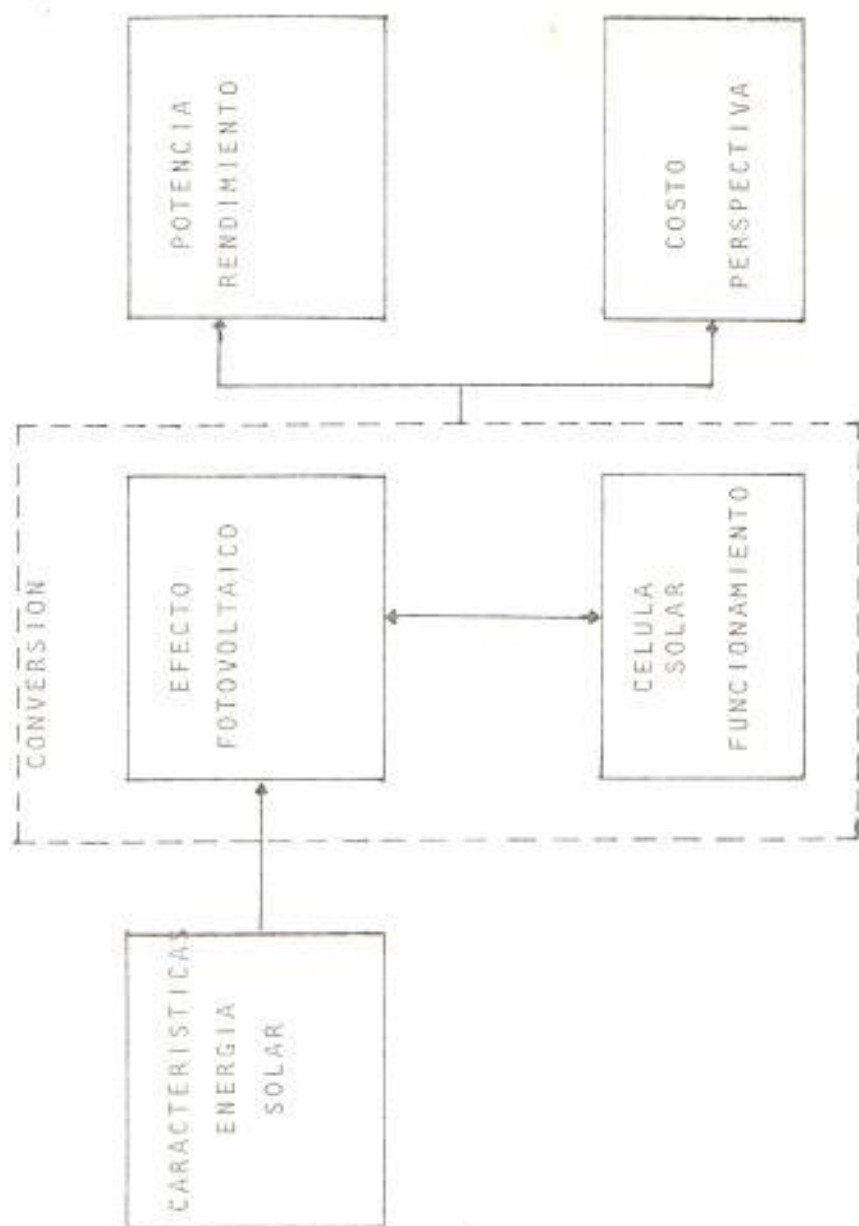 CARACTERISTICAS
ENERGIA
SOLAR
CONVERSION
EFECTO
FOTOVOLTAICO
CELULA
SOLAR
FUNCIONAMIENTO
POTENCIA
RENDIMIENTO
COSTO
PERSPECTIVA